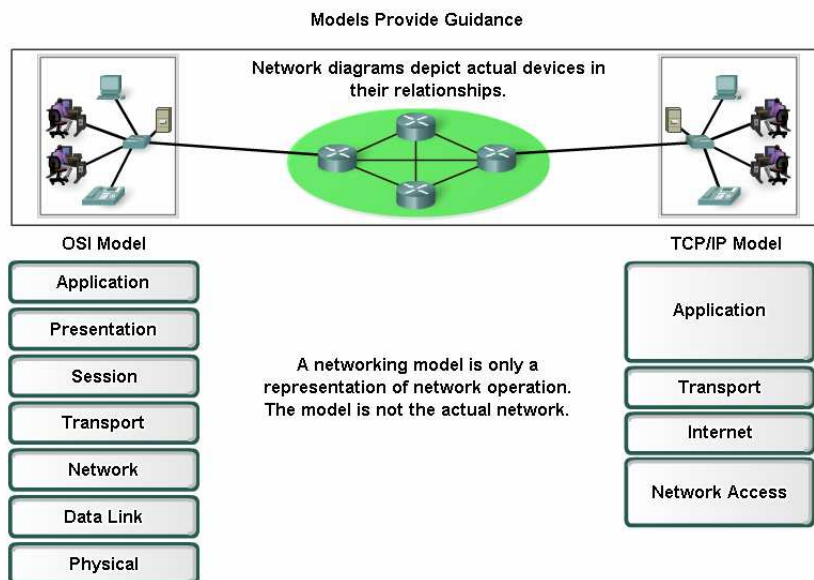 Models Provide Guidance
Network diagrams depict actual devices in
their relationships.
OSI Model
Application
Presentation
Session
Transport
Network
Data Link
Physical
A networking model is only a
representation of network operation.
The model is not the actual network.
TCP/IP Model
Application
Transport
Internet
Network Access